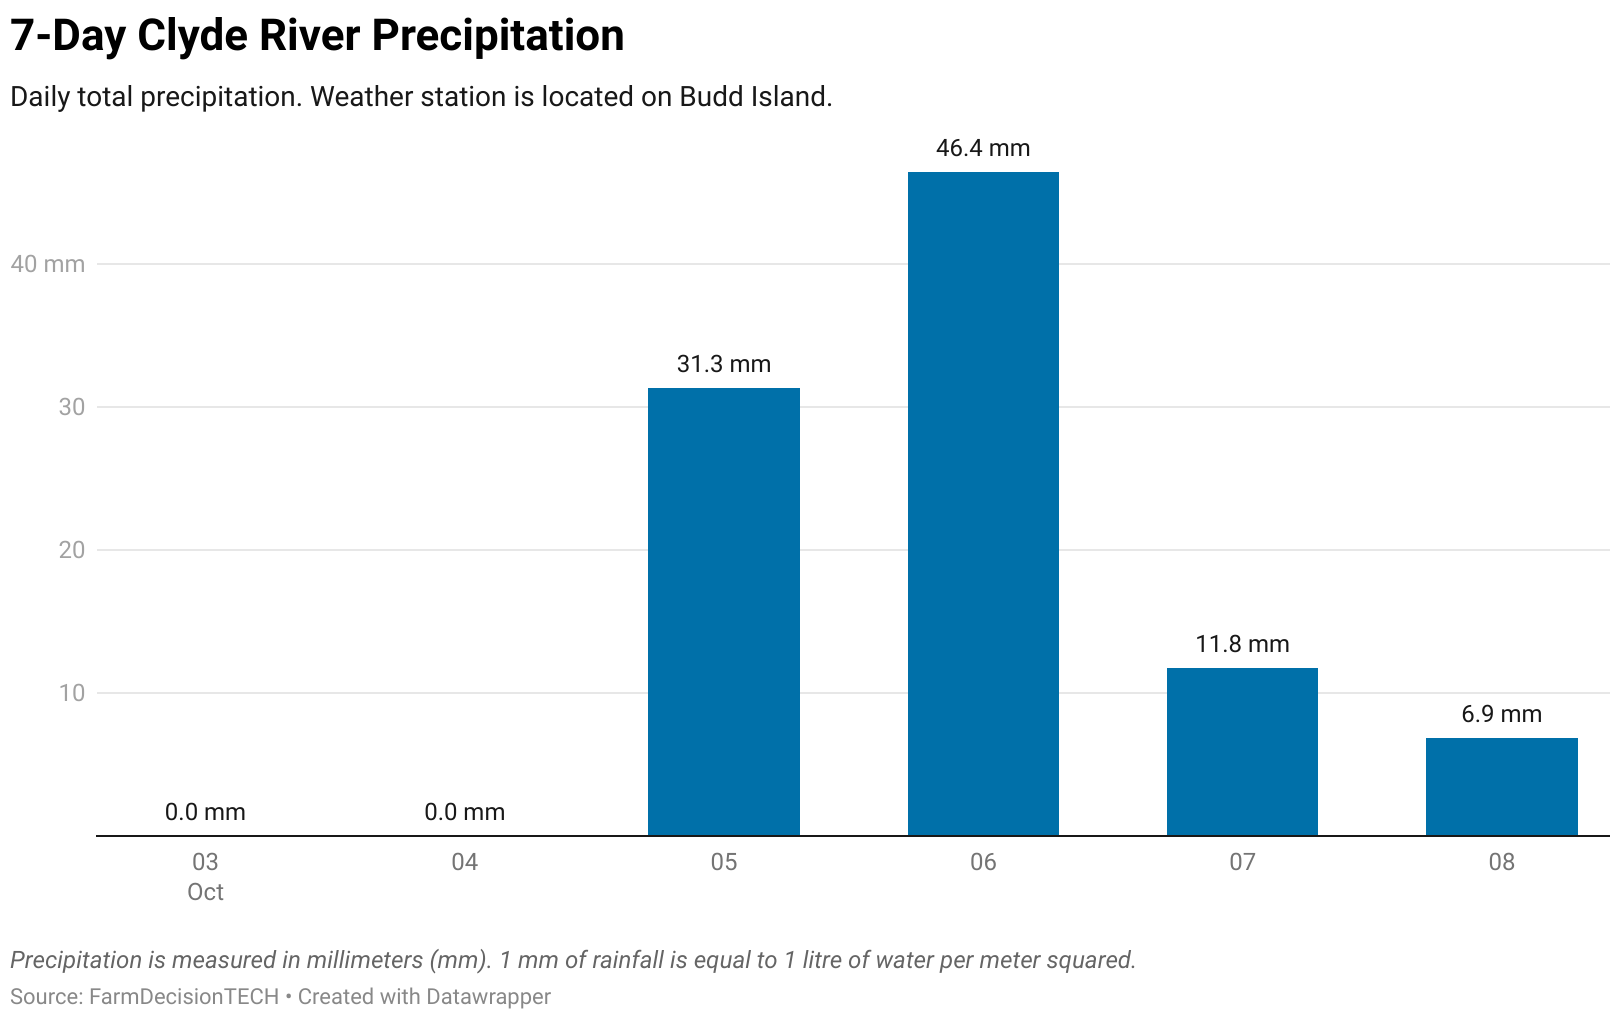 7-Day Clyde River Precipitation
Daily total precipitation. Weather station is located on Budd Island.
46.4 mm
40 mm
31.3 mm
30
20
11.8 mm
10
6.9 mm
0.0 mm
0.0 mm
03
04
05
06
07
08
Oct
Precipitation is measured in millimeters (mm). 1 mm of rainfall is equal to 1 litre of water per meter squared.
Source: FarmDecisionTECH • Created with Datawrapper